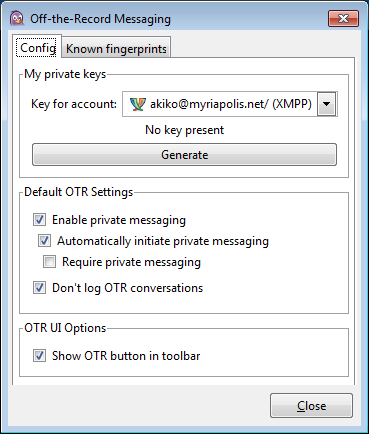 Off-the-Record Messaging
Config Known fingerprints
My private keys
Key for account: akiko@myriapolis.net/ (XMPP)
No key present
Generate
Default OTR Settings
Enable private messaging
Automatically initiate private messaging
Require private messaging
Don't log OTR conversations
OTR UI Options
Show OTR button in toolbar
Close